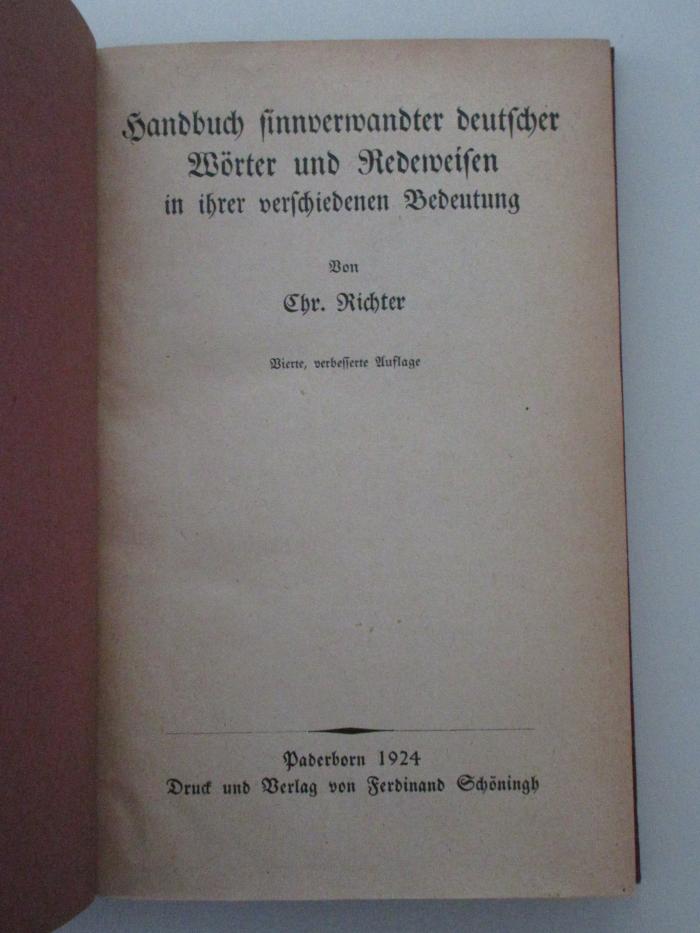 Handbuch sinnverwandter deutscher
Wörter und Redeweisen
in ihrer verschiedenen Bedeutung
Von
Chr. Richter
Vierte, verbesserte Auflage
Paderborn 1924
Druck und Verlag von Ferdinand Schöningh